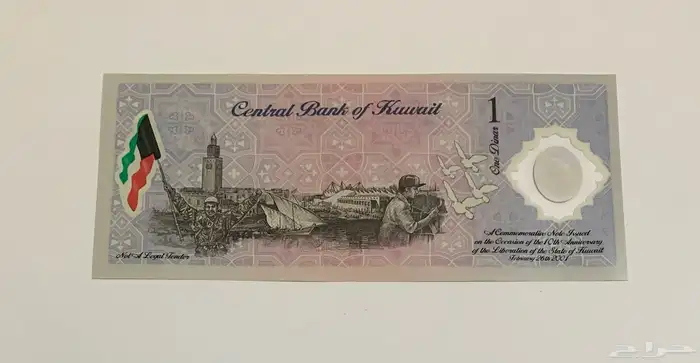 Central Bank of Kuwait
1
One Dinar
A Commemorative Note Issued
on the Occasion of the 10th Anniversary
of the Liberation of the State of Kuwait
February 26th 2001
Not A Legal Tender
حراج